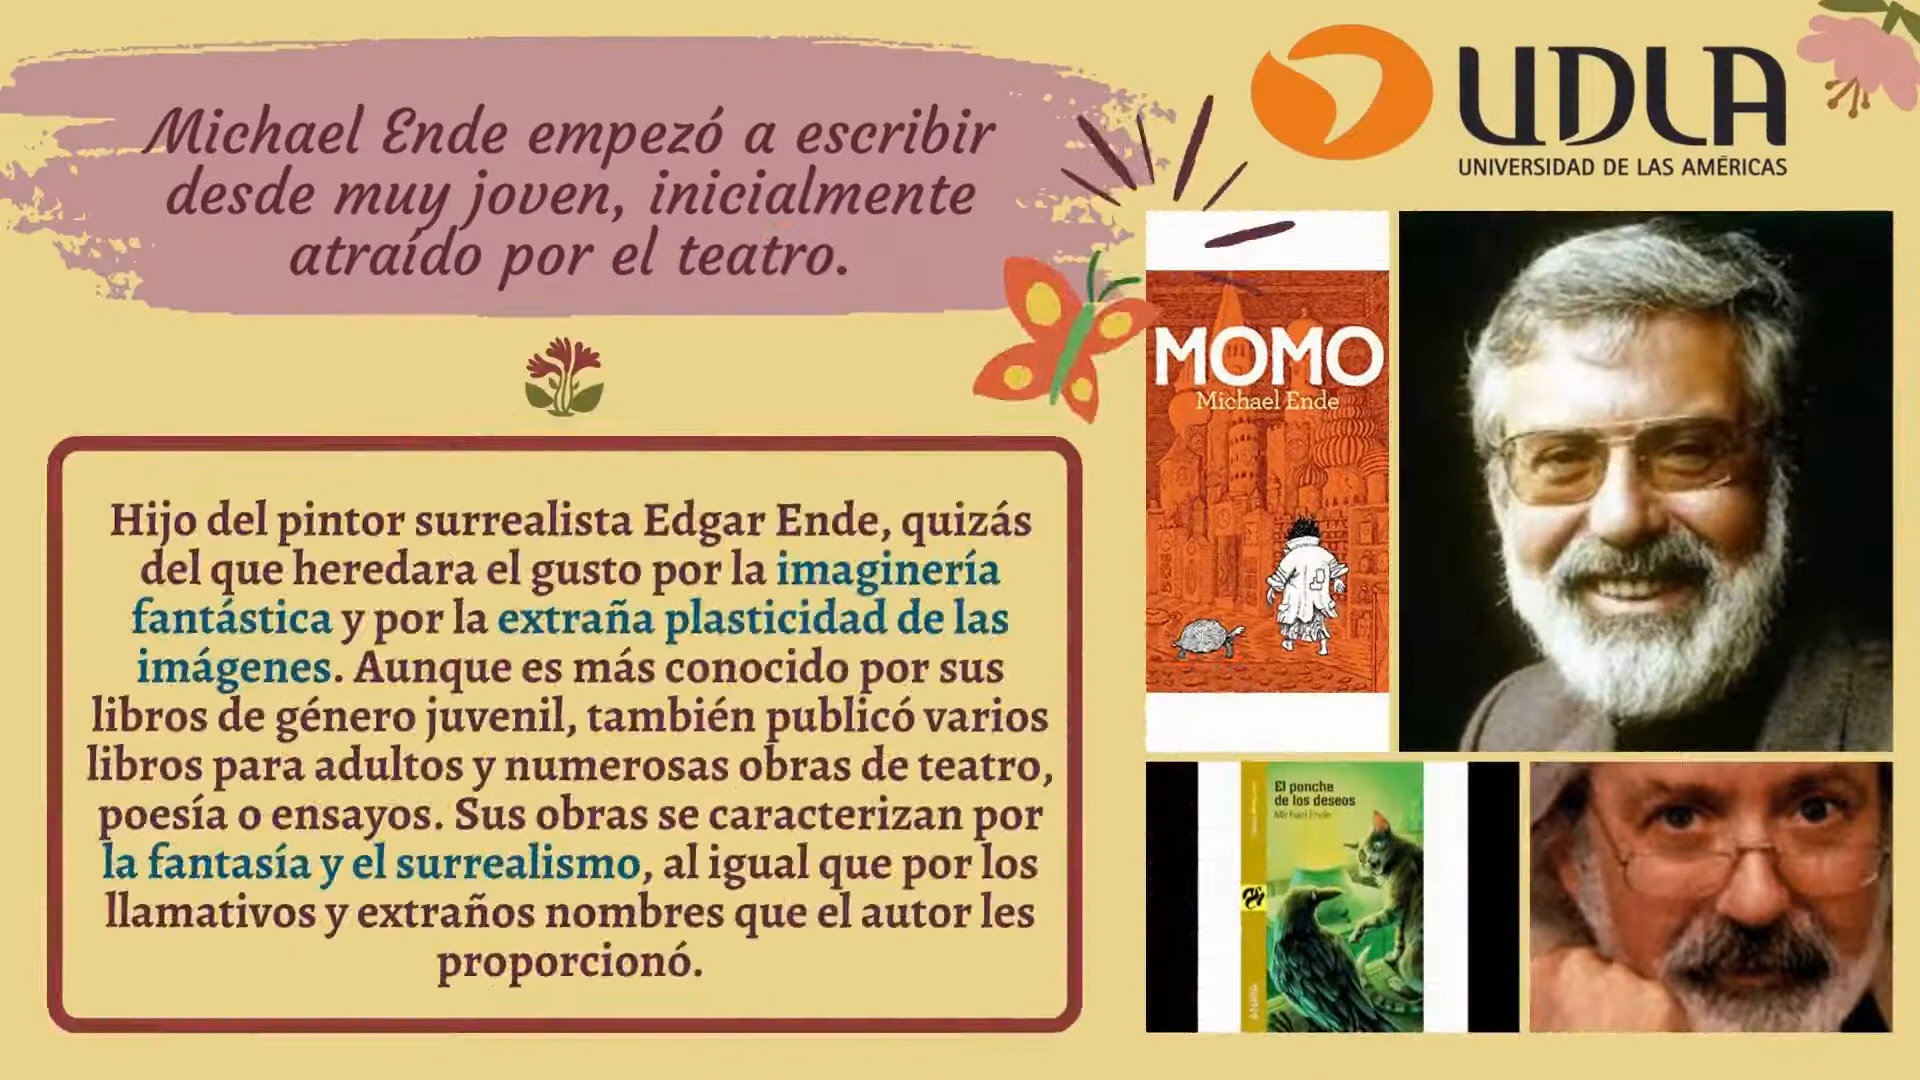 Michael Ende empezó a escribir
desde muy joven, inicialmente
atraído por el teatro.
UDLA
UNIVERSIDAD DE LAS AMÉRICAS
MOMO
Michael Ende
Hijo del pintor surrealista Edgar Ende, quizás
del que heredara el gusto por la imaginería
fantástica y por la extraña plasticidad de las
imágenes. Aunque es más conocido por sus
libros de género juvenil, también publicó varios
libros para adultos y numerosas obras de teatro,
poesía o ensayos. Sus obras se caracterizan por
la fantasía y el surrealismo, al igual que por los
llamativos y extraños nombres que el autor les
proporcionó.
El ponche
de los deseos
Michael Ende
ANAYA